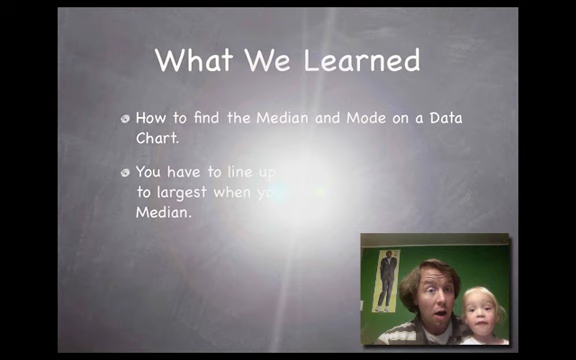 What We Learned
How to find the Median and Mode on a Data
Chart.
You have to line up
to largest when
Median.